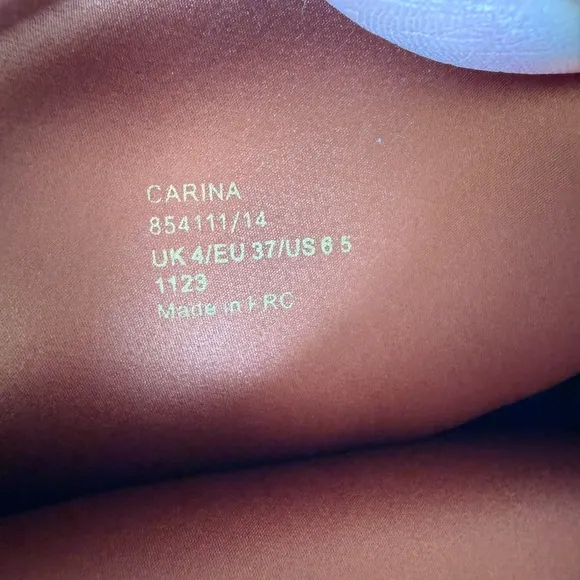 CARINA
854111/14
UK 4/EU 37/US 6 5
1123
Made in PRC